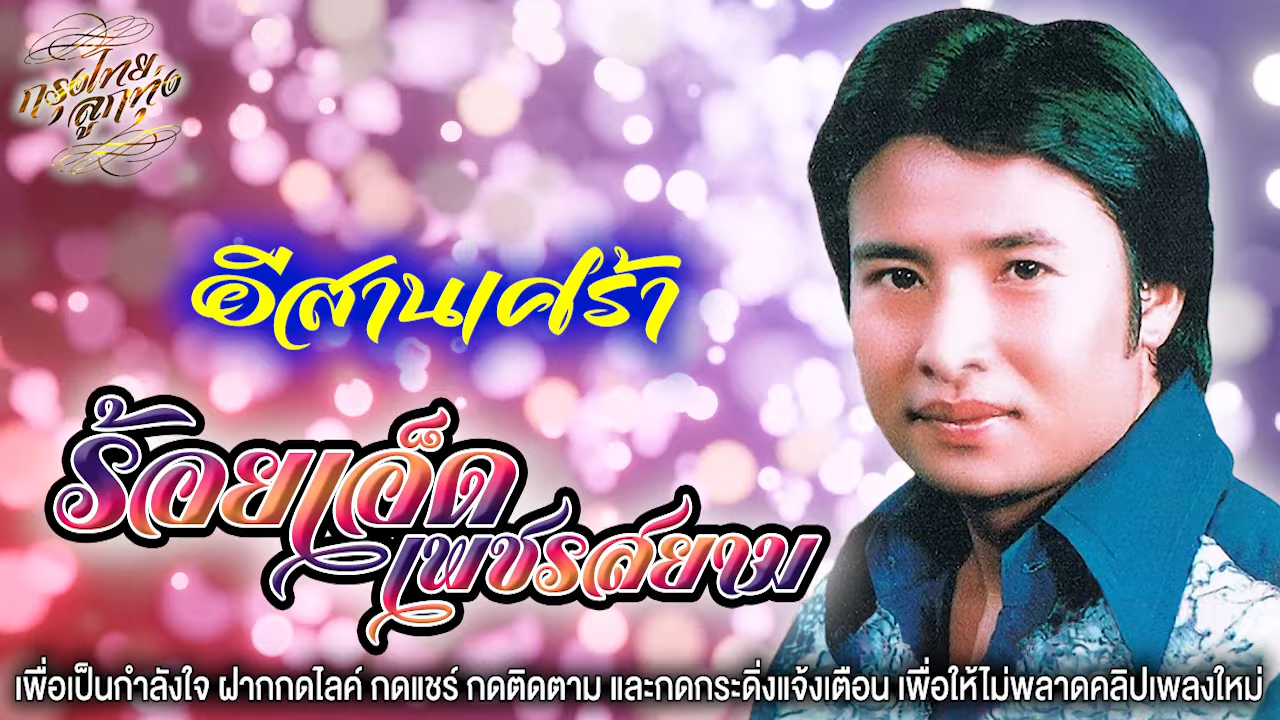 กรุงไทย
ลูกทุ่ง
อีสานเศร้า
ร้อยเอ็ด
เพชรสยาม
เพื่อเป็นกำลังใจ ฝากกดไลค์ กดแชร์ กดติดตาม และกดกระดิ่งแจ้งเตือน เพื่อให้ไม่พลาดคลิปเพลงใหม่